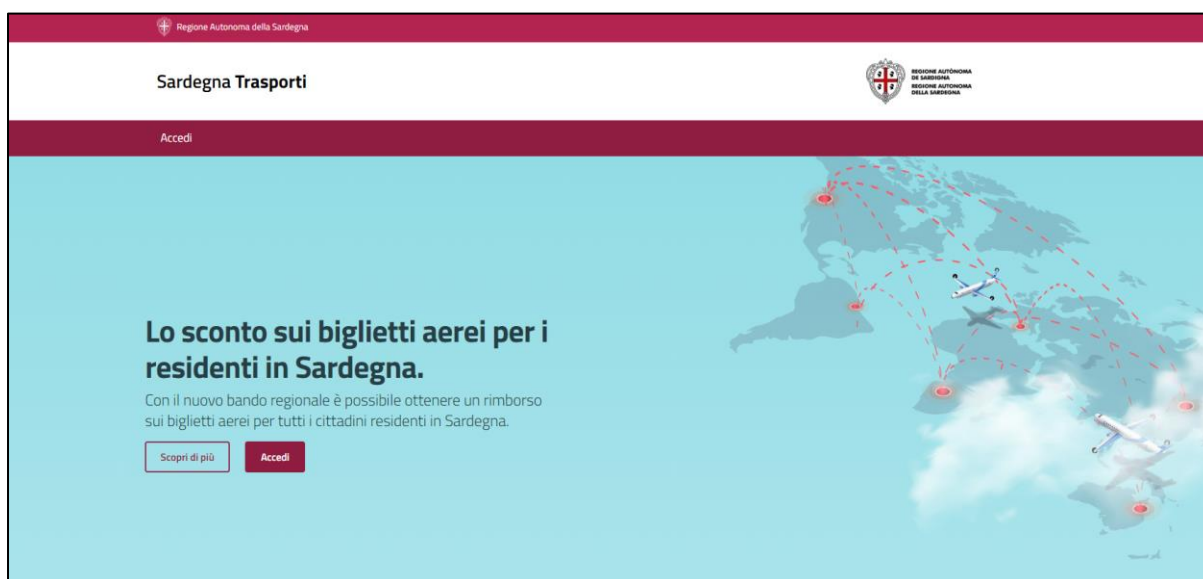 Regione Autonoma della Sardegna
Sardegna Trasporti
REGIONE AUTÒNOMA
DE SARDIGNA
REGIONE AUTONOMA
DELLA SARDEGNA
Accedi
Lo sconto sui biglietti aerei per i
residenti in Sardegna.
Con il nuovo bando regionale è possibile ottenere un rimborso
sui biglietti aerei per tutti i cittadini residenti in Sardegna.
Scopri di più
Accedi